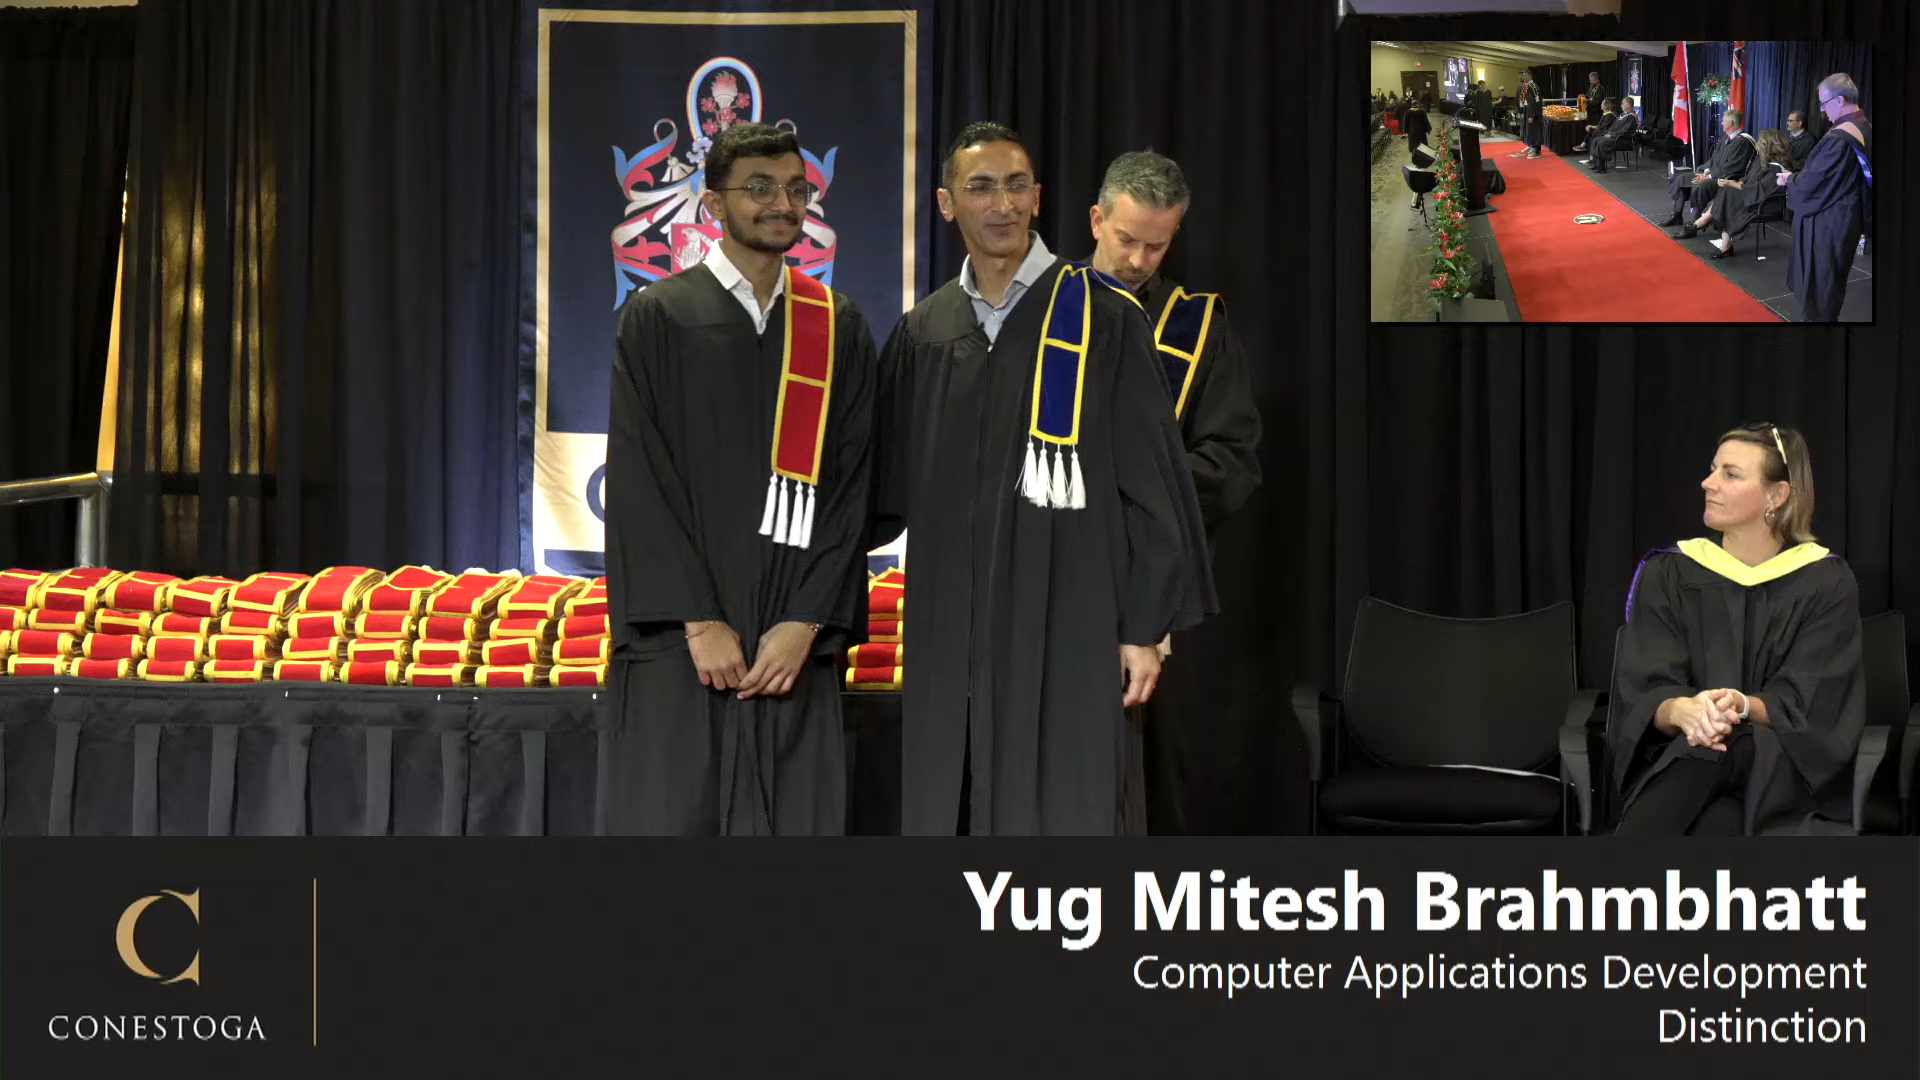 CONESTOGA
Yug Mitesh Brahmbhatt
Computer Applications Development
Distinction